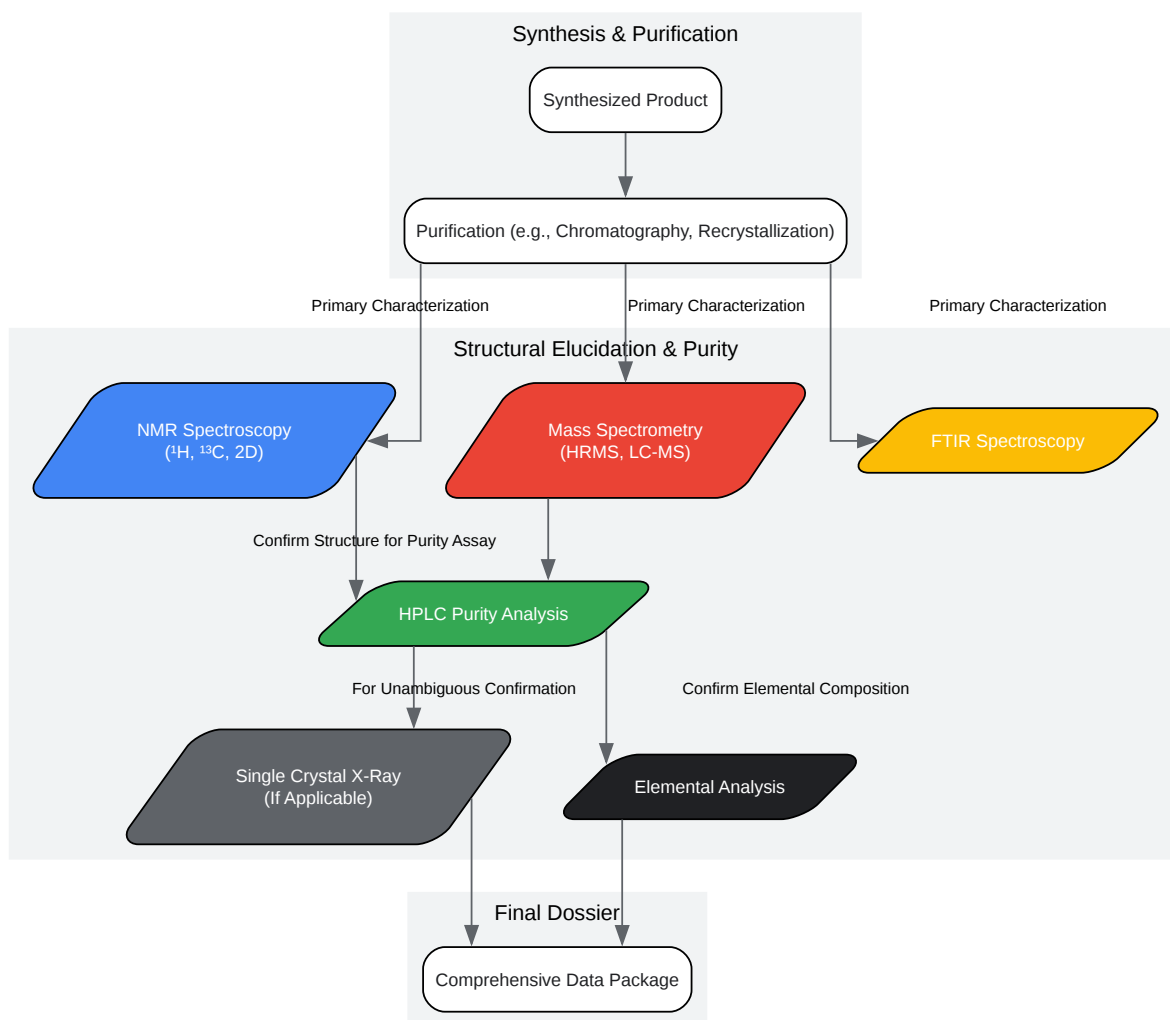 Synthesis & Purification
Synthesized Product
Purification (e.g., Chromatography, Recrystallization)
Primary Characterization
Primary Characterization
Primary Characterization
Structural Elucidation & Purity
NMR Spectroscopy
(¹H, ¹³C, 2D)
Mass Spectrometry
(HRMS, LC-MS)
FTIR Spectroscopy
Confirm Structure for Purity Assay
HPLC Purity Analysis
For Unambiguous Confirmation
Confirm Elemental Composition
Single Crystal X-Ray
(If Applicable)
Elemental Analysis
Final Dossier
Comprehensive Data Package